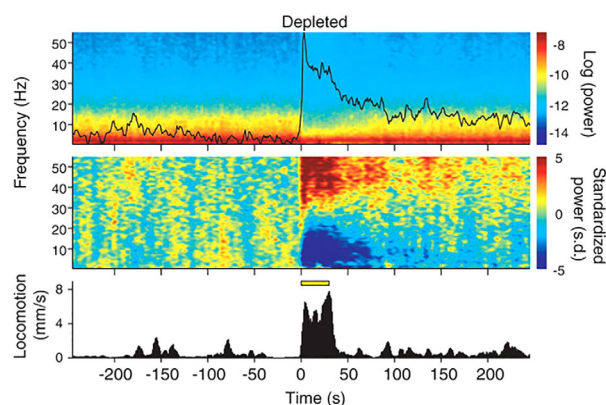 Depleted
Frequency (Hz)
50
40
30
20
10
-8
-10
-12
-14
Log (power)
50
40
30
20
10
5
0
-5
Standardized
power (s.d.)
Locomotion
(mm/s)
8
4
0
-200 -150 -100 -50 0 50 100 150 200
Time (s)